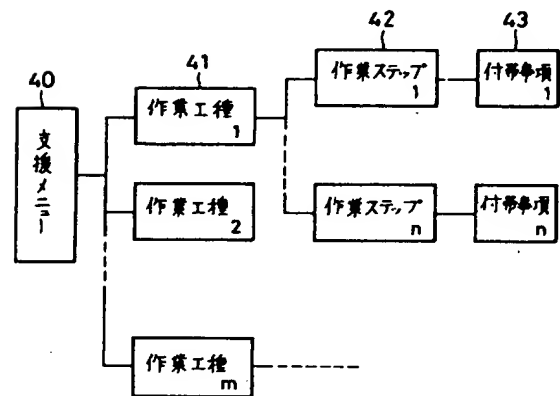 40
支援メニュー
41
作業工種
1
作業工種
2
作業工種
m
42
作業ステップ
1
作業ステップ
n
43
付帯事項
1
付帯事項
n